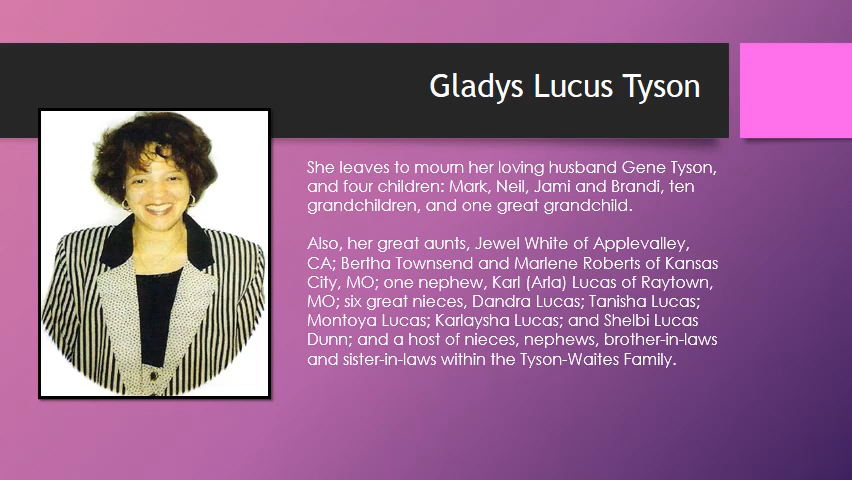 Gladys Lucus Tyson
She leaves to mourn her loving husband Gene Tyson,
and four children: Mark, Neil, Jami and Brandi, ten
grandchildren, and one great grandchild.
Also, her great aunts, Jewel White of Applevalley,
CA; Bertha Townsend and Marlene Roberts of Kansas
City, MO; one nephew, Karl (Arla) Lucas of Raytown,
MO; six great nieces, Dandra Lucas; Tanisha Lucas;
Montoya Lucas; Karlaysha Lucas; and Shelbi Lucas
Dunn; and a host of nieces, nephews, brother-in-laws
and sister-in-laws within the Tyson-Waites Family.